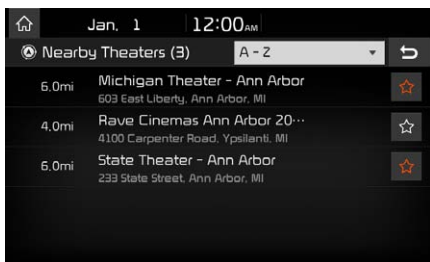 Jan. 1 12:00AM
Nearby Theaters (3) A - Z
6.0mi Michigan Theater - Ann Arbor
603 East Liberty, Ann Arbor, MI
4.0mi Rave Cinemas Ann Arbor 20···
4100 Carpenter Road, Ypsilanti, MI
6.0mi State Theater - Ann Arbor
233 State Street, Ann Arbor, MI